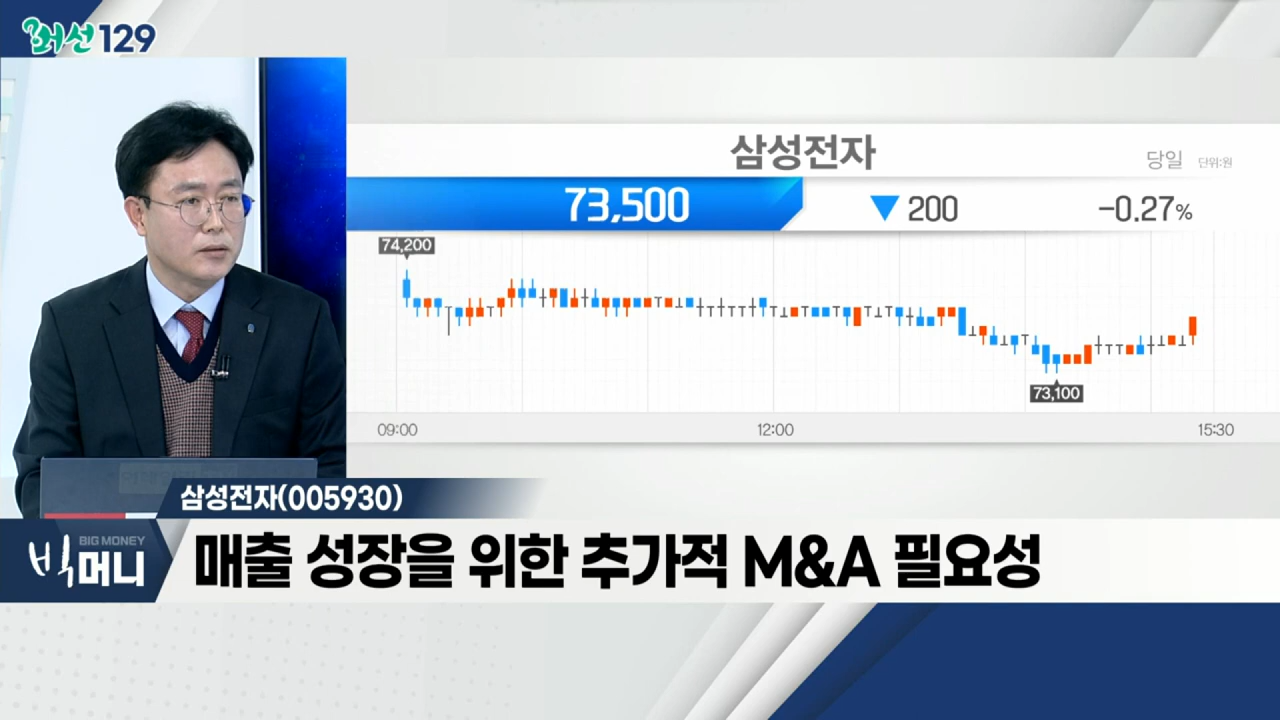 머선129
삼성전자
당일 단위:원
73,500 ▼200 -0.27%
74,200
73,100
09:00 12:00 15:30
삼성전자(005930)
BIG MONEY
빅머니
매출 성장을 위한 추가적 M&A 필요성